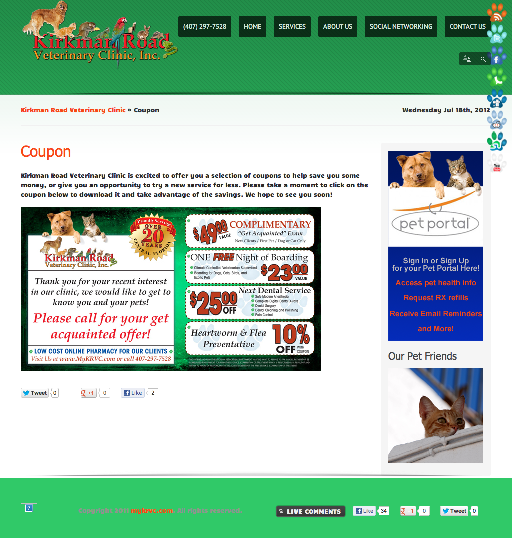 Kirkman Road
Veterinary Clinic, Inc.
(407) 297-7528
HOME
SERVICES
ABOUT US
SOCIAL NETWORKING
CONTACT US
Kirkman Road Veterinary Clinic » Coupon
Wednesday Jul 18th, 2012
Coupon
Kirkman Road Veterinary Clinic is excited to offer you a selection of coupons to help save you some
money, or give you an opportunity to try a new service for less. Please take a moment to click on the
coupon below to download it and take advantage of the savings. We hope to see you soon!
Kirkman Road
Veterinary Clinic, Inc.
OVER
20
YEARS
Thank you for your recent interest
in our clinic, we would like to get to
know you and your pets!
Please call for your get
acquainted offer!
LOW COST ONLINE PHARMACY FOR OUR CLIENTS
Visit Us at www.MyKRVC.com or call 407-297-7528
$49.00
VALUE
COMPLIMENTARY
"Get Acquainted" Exam
ONE FREE Night of Boarding
$23.00
VALUE
Next Dental Service
$25.00
OFF
Heartworm & Flea
Preventative
10%
OFF
pet portal
Sign In or Sign Up
for your Pet Portal Here!
Access pet health info
Request RX refills
Receive Email Reminders
and More!
Our Pet Friends
Tweet 0
+1 0
Like 2
LIVE COMMENTS
Like 34
+1 0
Tweet 0